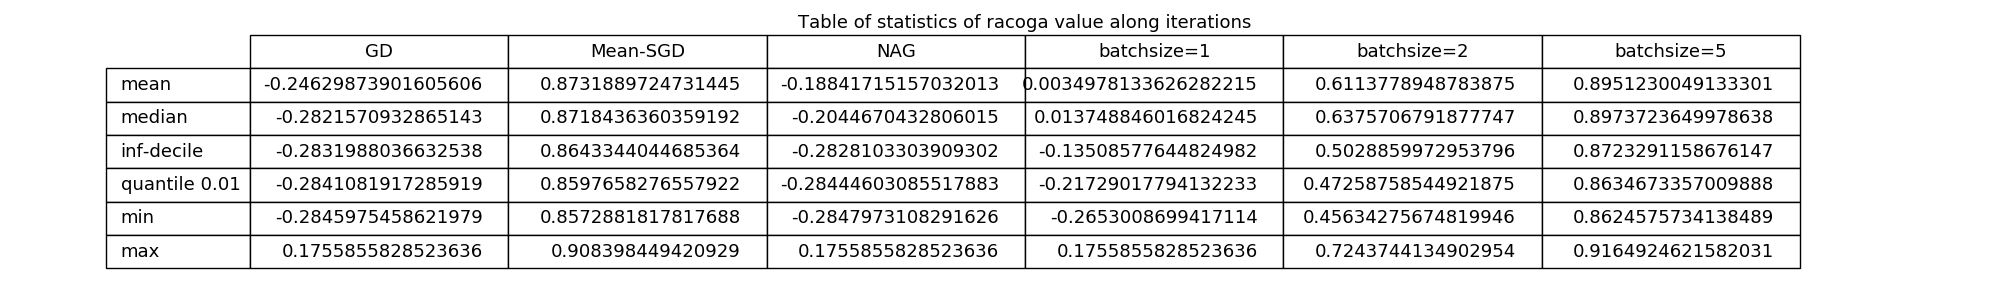 Table of statistics of racoga value along iterations
GD Mean-SGD NAG batchsize=1 batchsize=2 batchsize=5
mean -0.24629873901605606 0.8731889724731445 -0.18841715157032013 0.0034978133626282215 0.6113778948783875 0.8951230049133301
median -0.2821570932865143 0.8718436360359192 -0.2044670432806015 0.013748846016824245 0.6375706791877747 0.8973723649978638
inf-decile -0.2831988036632538 0.8643344044685364 -0.2828103303909302 -0.13508577644824982 0.5028859972953796 0.8723291158676147
quantile 0.01 -0.2841081917285919 0.8597658276557922 -0.28444603085517883 -0.21729017794132233 0.47258758544921875 0.8634673357009888
min -0.2845975458621979 0.8572881817817688 -0.2847973108291626 -0.2653008699417114 0.45634275674819946 0.8624575734138489
max 0.1755855828523636 0.908398449420929 0.1755855828523636 0.1755855828523636 0.7243744134902954 0.9164924621582031